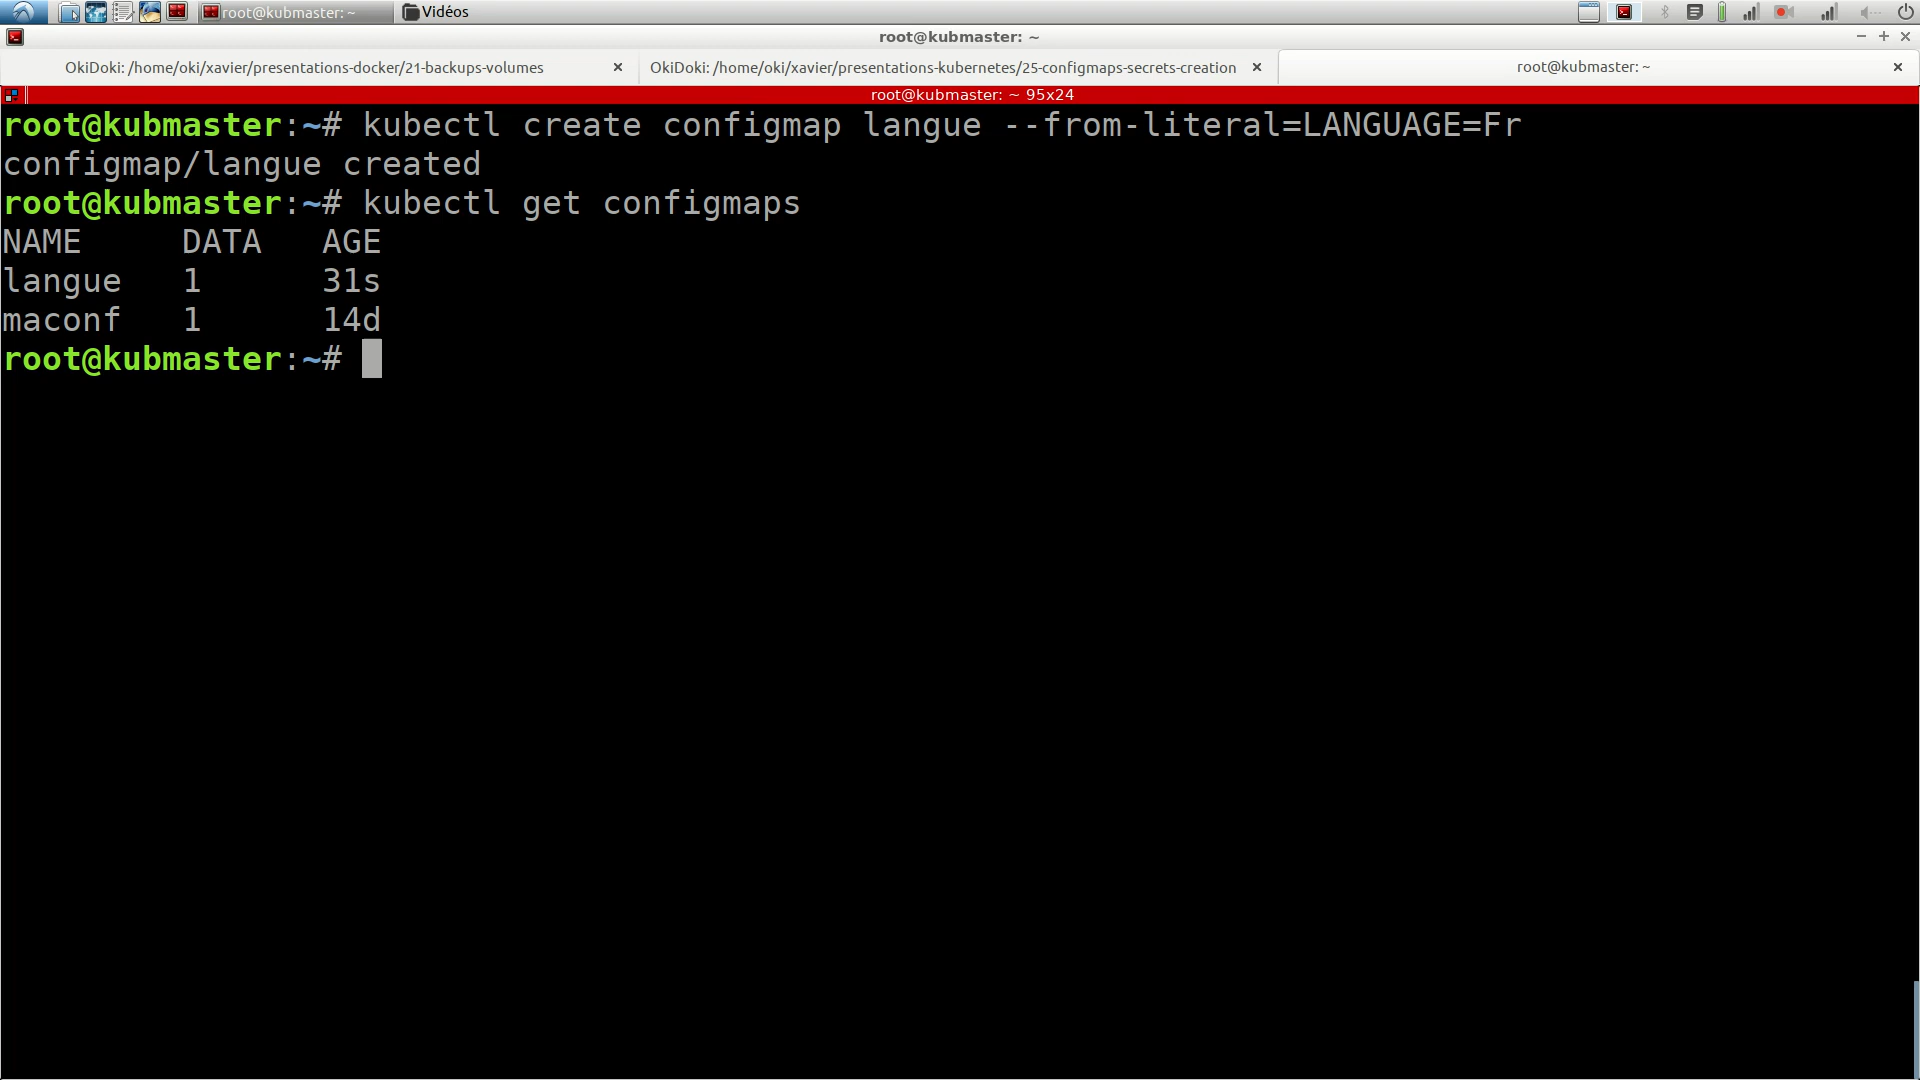 root@kubmaster: ~
Vidéos
root@kubmaster: ~
OkiDoki: /home/oki/xavier/presentations-docker/21-backups-volumes
OkiDoki: /home/oki/xavier/presentations-kubernetes/25-configmaps-secrets-creation
root@kubmaster: ~
root@kubmaster: ~ 95x24
root@kubmaster:~# kubectl create configmap langue --from-literal=LANGUAGE=Fr
configmap/langue created
root@kubmaster:~# kubectl get configmaps
NAME     DATA   AGE
langue   1      31s
maconf   1      14d
root@kubmaster:~#